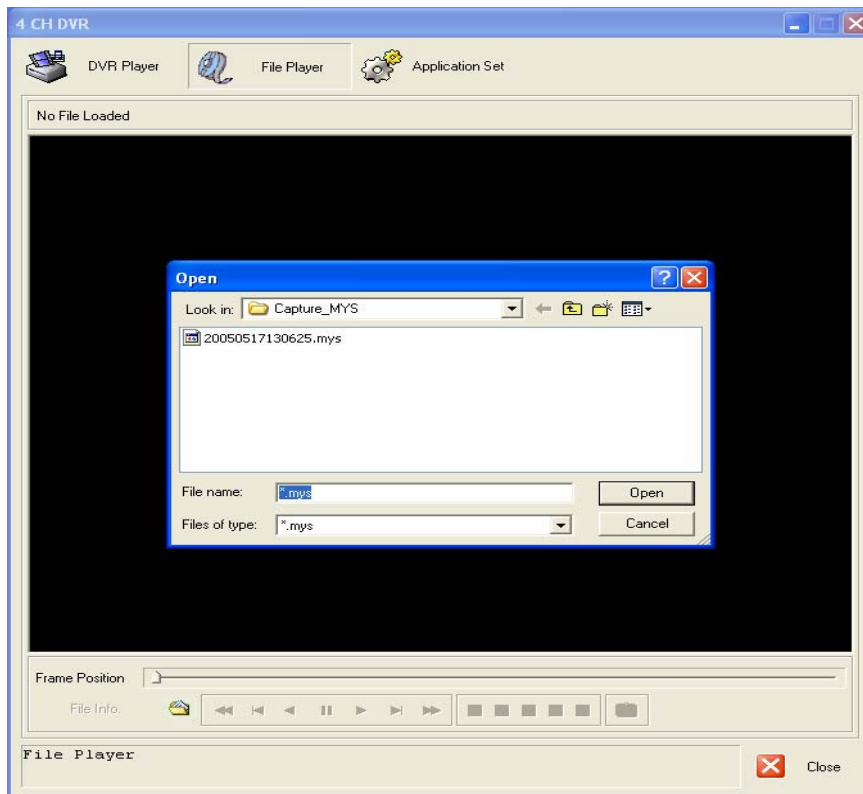 4 CH DVR
DVR Player File Player Application Set
No File Loaded
Open
Look in: Capture_MYS
20050517130625.mys
File name: *.mys Open
Files of type: *.mys Cancel
Frame Position
File Info.
File Player
Close